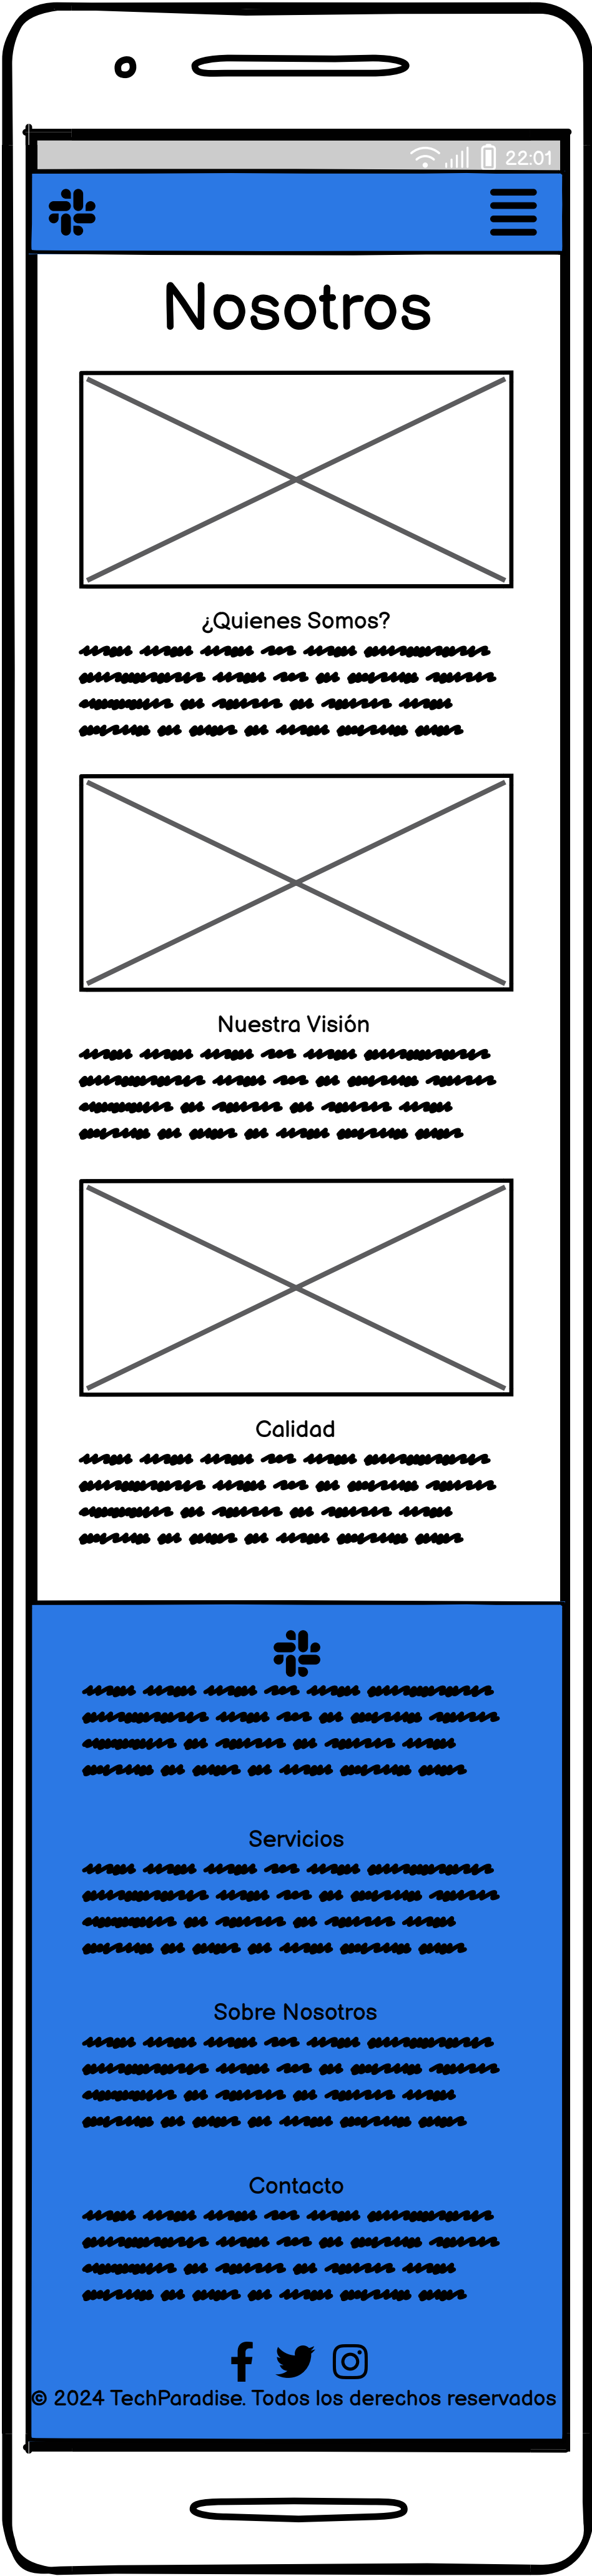 22:01
Nosotros
¿Quienes Somos?
Nuestra Visión
Calidad
Servicios
Sobre Nosotros
Contacto
© 2024 TechParadise. Todos los derechos reservados